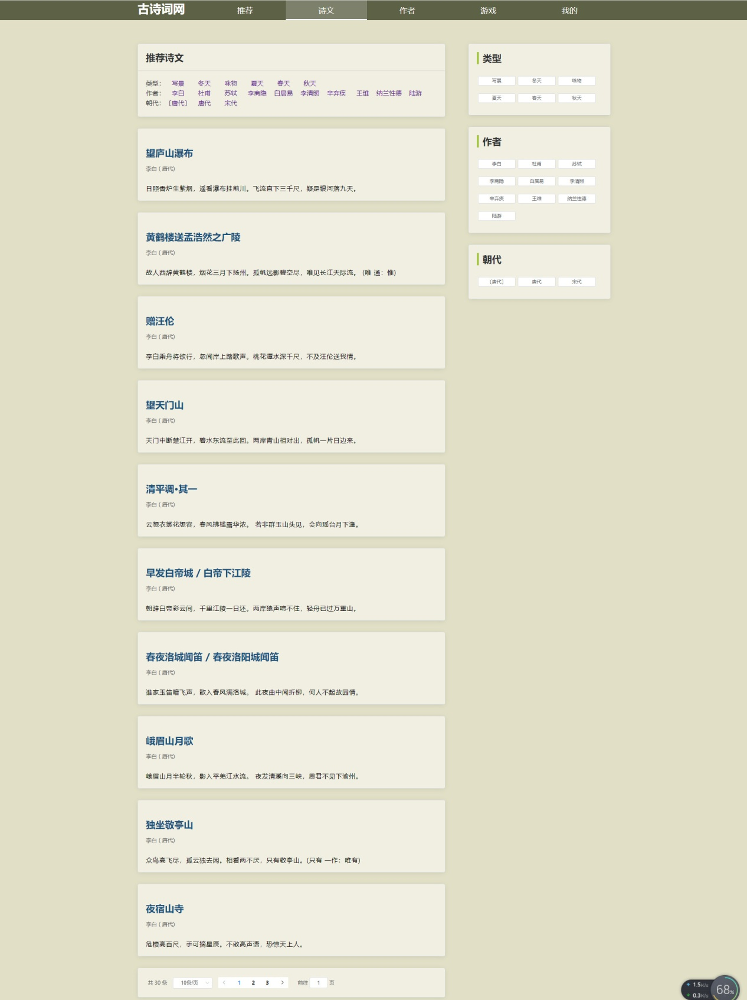 古诗词网 推荐 诗文 作者 游戏 我的
推荐诗文
类型： 写景 冬天 咏物 夏天 春天 秋天
作者： 李白 杜甫 苏轼 李商隐 白居易 李清照 辛弃疾 王维 纳兰性德 陆游
朝代： 〔唐代〕 唐代 宋代
望庐山瀑布
李白 ( 唐代)
日照香炉生紫烟，遥看瀑布挂前川。飞流直下三千尺，疑是银河落九天。
黄鹤楼送孟浩然之广陵
李白 ( 唐代)
故人西辞黄鹤楼，烟花三月下扬州。孤帆远影碧空尽，唯见长江天际流。 (唯 通：惟)
赠汪伦
李白 ( 唐代)
李白乘舟将欲行，忽闻岸上踏歌声。桃花潭水深千尺，不及汪伦送我情。
望天门山
李白 ( 唐代)
天门中断楚江开，碧水东流至此回。两岸青山相对出，孤帆一片日边来。
清平调·其一
李白 ( 唐代)
云想衣裳花想容，春风拂槛露华浓。 若非群玉山头见，会向瑶台月下逢。
早发白帝城 / 白帝下江陵
李白 ( 唐代)
朝辞白帝彩云间，千里江陵一日还。两岸猿声啼不住，轻舟已过万重山。
春夜洛城闻笛 / 春夜洛阳城闻笛
李白 ( 唐代)
谁家玉笛暗飞声，散入春风满洛城。 此夜曲中闻折柳，何人不起故园情。
峨眉山月歌
李白 ( 唐代)
峨眉山月半轮秋，影入平羌江水流。 夜发清溪向三峡，思君不见下渝州。
独坐敬亭山
李白 ( 唐代)
众鸟高飞尽，孤云独去闲。相看两不厌，只有敬亭山。(只有 一作：唯有)
夜宿山寺
李白 ( 唐代)
危楼高百尺，手可摘星辰。不敢高声语，恐惊天上人。
共 30 条 10条/页 1 2 3 前往 1 页
类型
写景 冬天 咏物
夏天 春天 秋天
作者
李白 杜甫 苏轼
李商隐 白居易 李清照
辛弃疾 王维 纳兰性德
陆游
朝代
〔唐代〕 唐代 宋代
1.5K/s
0.3K/s
68%